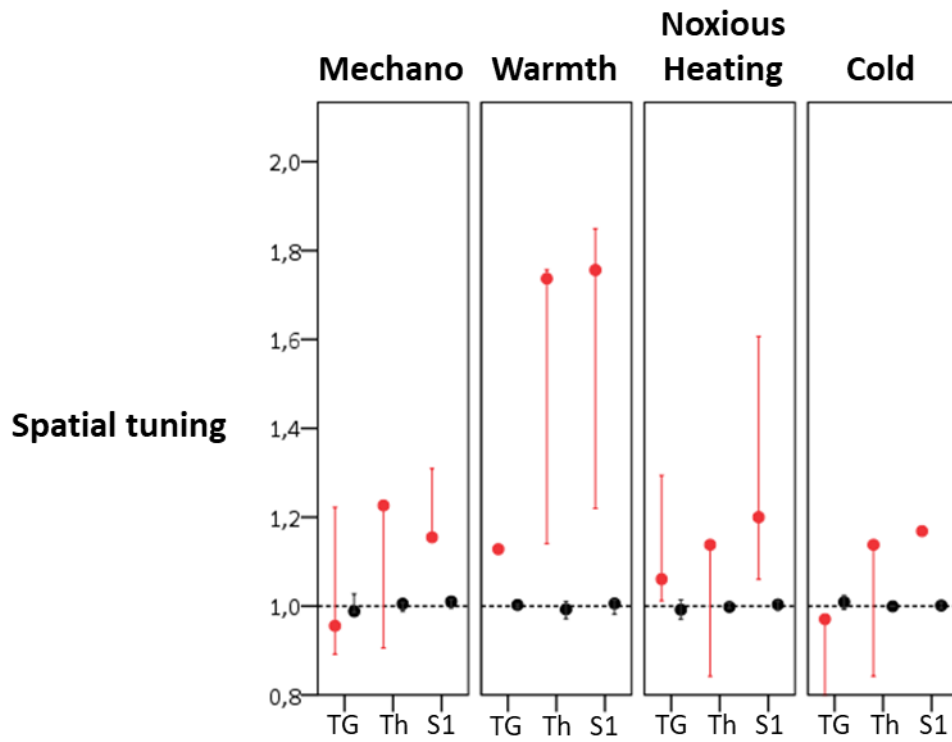 Noxious
Mechano Warmth Heating Cold
2,0
1,8
1,6
1,4
Spatial tuning
1,2
1,0
0,8
TG Th S1 TG Th S1 TG Th S1 TG Th S1